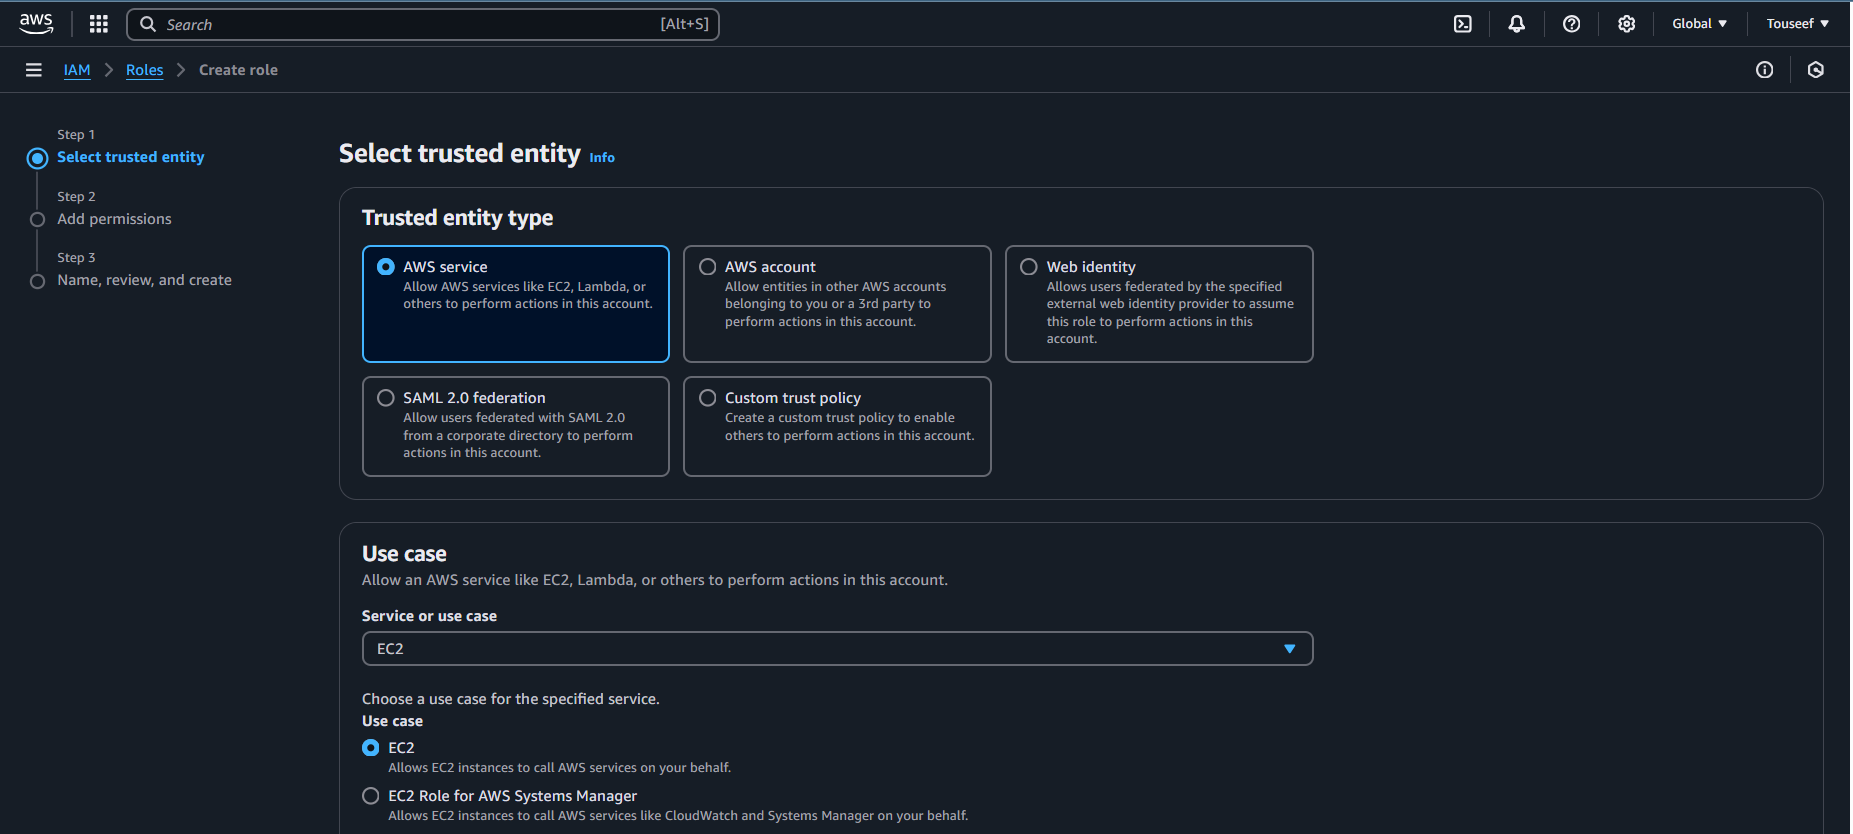 aws
Search [Alt+S]
Global
Touseef
IAM
Roles
Create role
Step 1
Select trusted entity
Step 2
Add permissions
Step 3
Name, review, and create
Select trusted entity Info
Trusted entity type
AWS service
Allow AWS services like EC2, Lambda, or
others to perform actions in this account.
AWS account
Allow entities in other AWS accounts
belonging to you or a 3rd party to
perform actions in this account.
Web identity
Allows users federated by the specified
external web identity provider to assume
this role to perform actions in this
account.
SAML 2.0 federation
Allow users federated with SAML 2.0
from a corporate directory to perform
actions in this account.
Custom trust policy
Create a custom trust policy to enable
others to perform actions in this account.
Use case
Allow an AWS service like EC2, Lambda, or others to perform actions in this account.
Service or use case
EC2
Choose a use case for the specified service.
Use case
EC2
Allows EC2 instances to call AWS services on your behalf.
EC2 Role for AWS Systems Manager
Allows EC2 instances to call AWS services like CloudWatch and Systems Manager on your behalf.